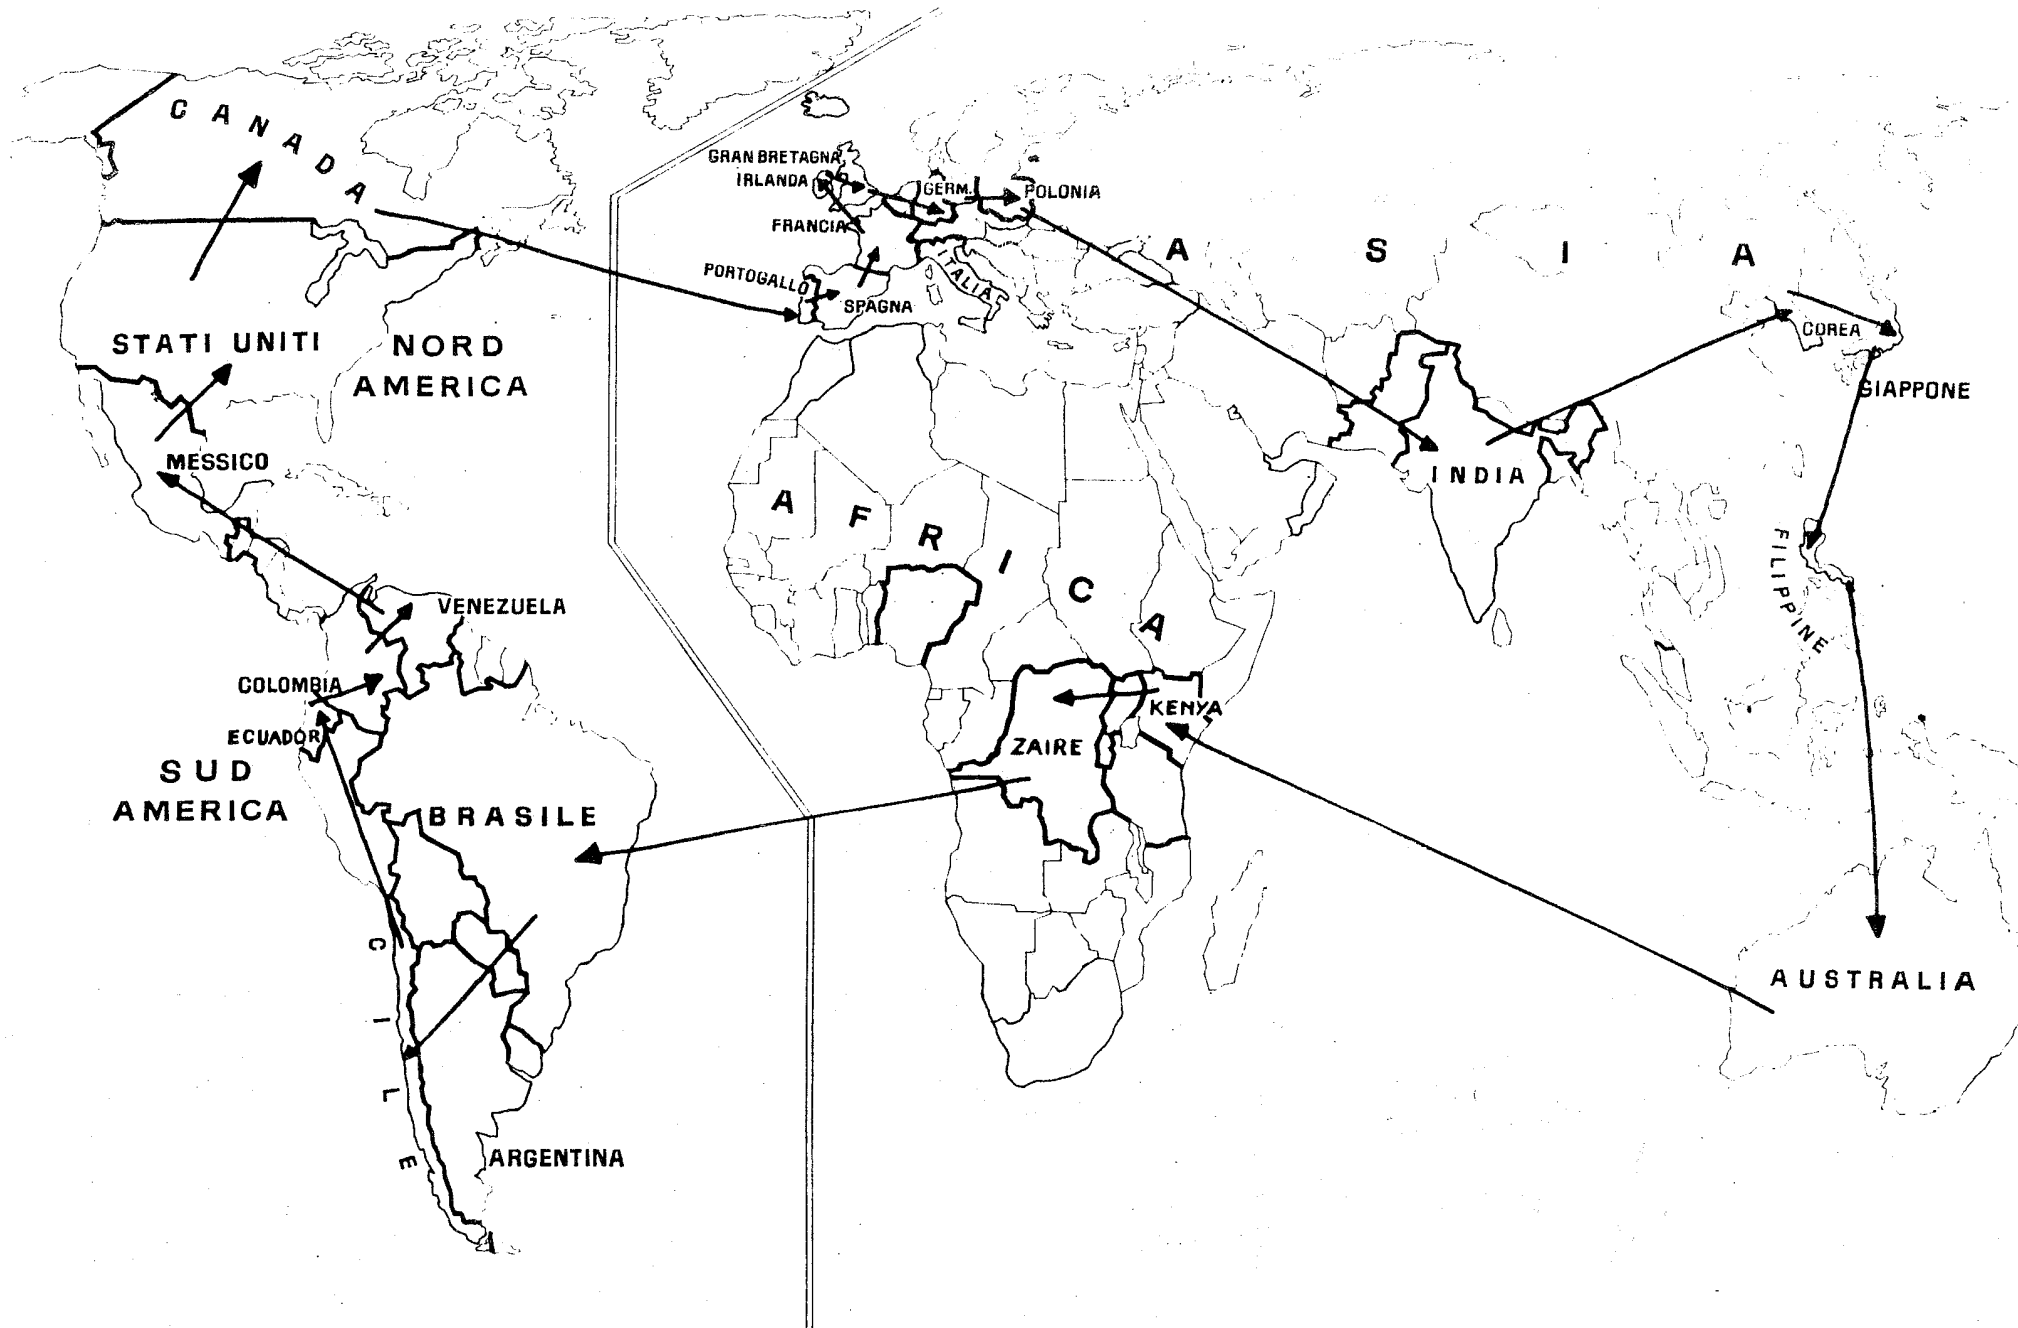 CANADA
GRAN BRETAGNA
IRLANDA
GERM.
POLONIA
FRANCIA
ITALIA
PORTOGALLO
SPAGNA
ASIA
COREA
GIAPPONE
STATI UNITI
NORD
AMERICA
MESSICO
INDIA
AFRICA
FILIPPINE
VENEZUELA
COLOMBIA
ECUADOR
KENYA
ZAIRE
SUD
AMERICA
BRASILE
CILE
AUSTRALIA
ARGENTINA